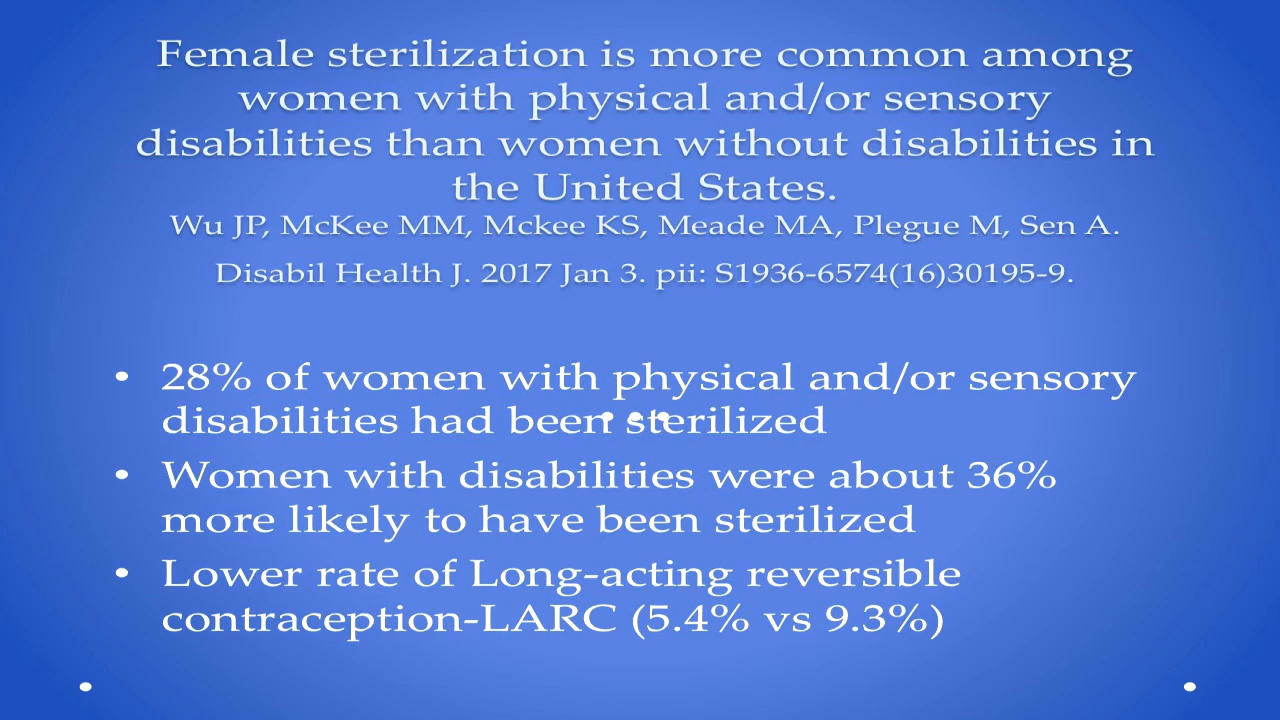 Female sterilization is more common among
women with physical and/or sensory
disabilities than women without disabilities in
the United States.
Wu JP, McKee MM, Mckee KS, Meade MA, Plegue M, Sen A.
Disabil Health J. 2017 Jan 3. pii: S1936-6574(16)30195-9.
• 28% of women with physical and/or sensory
disabilities had been sterilized
• Women with disabilities were about 36%
more likely to have been sterilized
• Lower rate of Long-acting reversible
contraception-LARC (5.4% vs 9.3%)